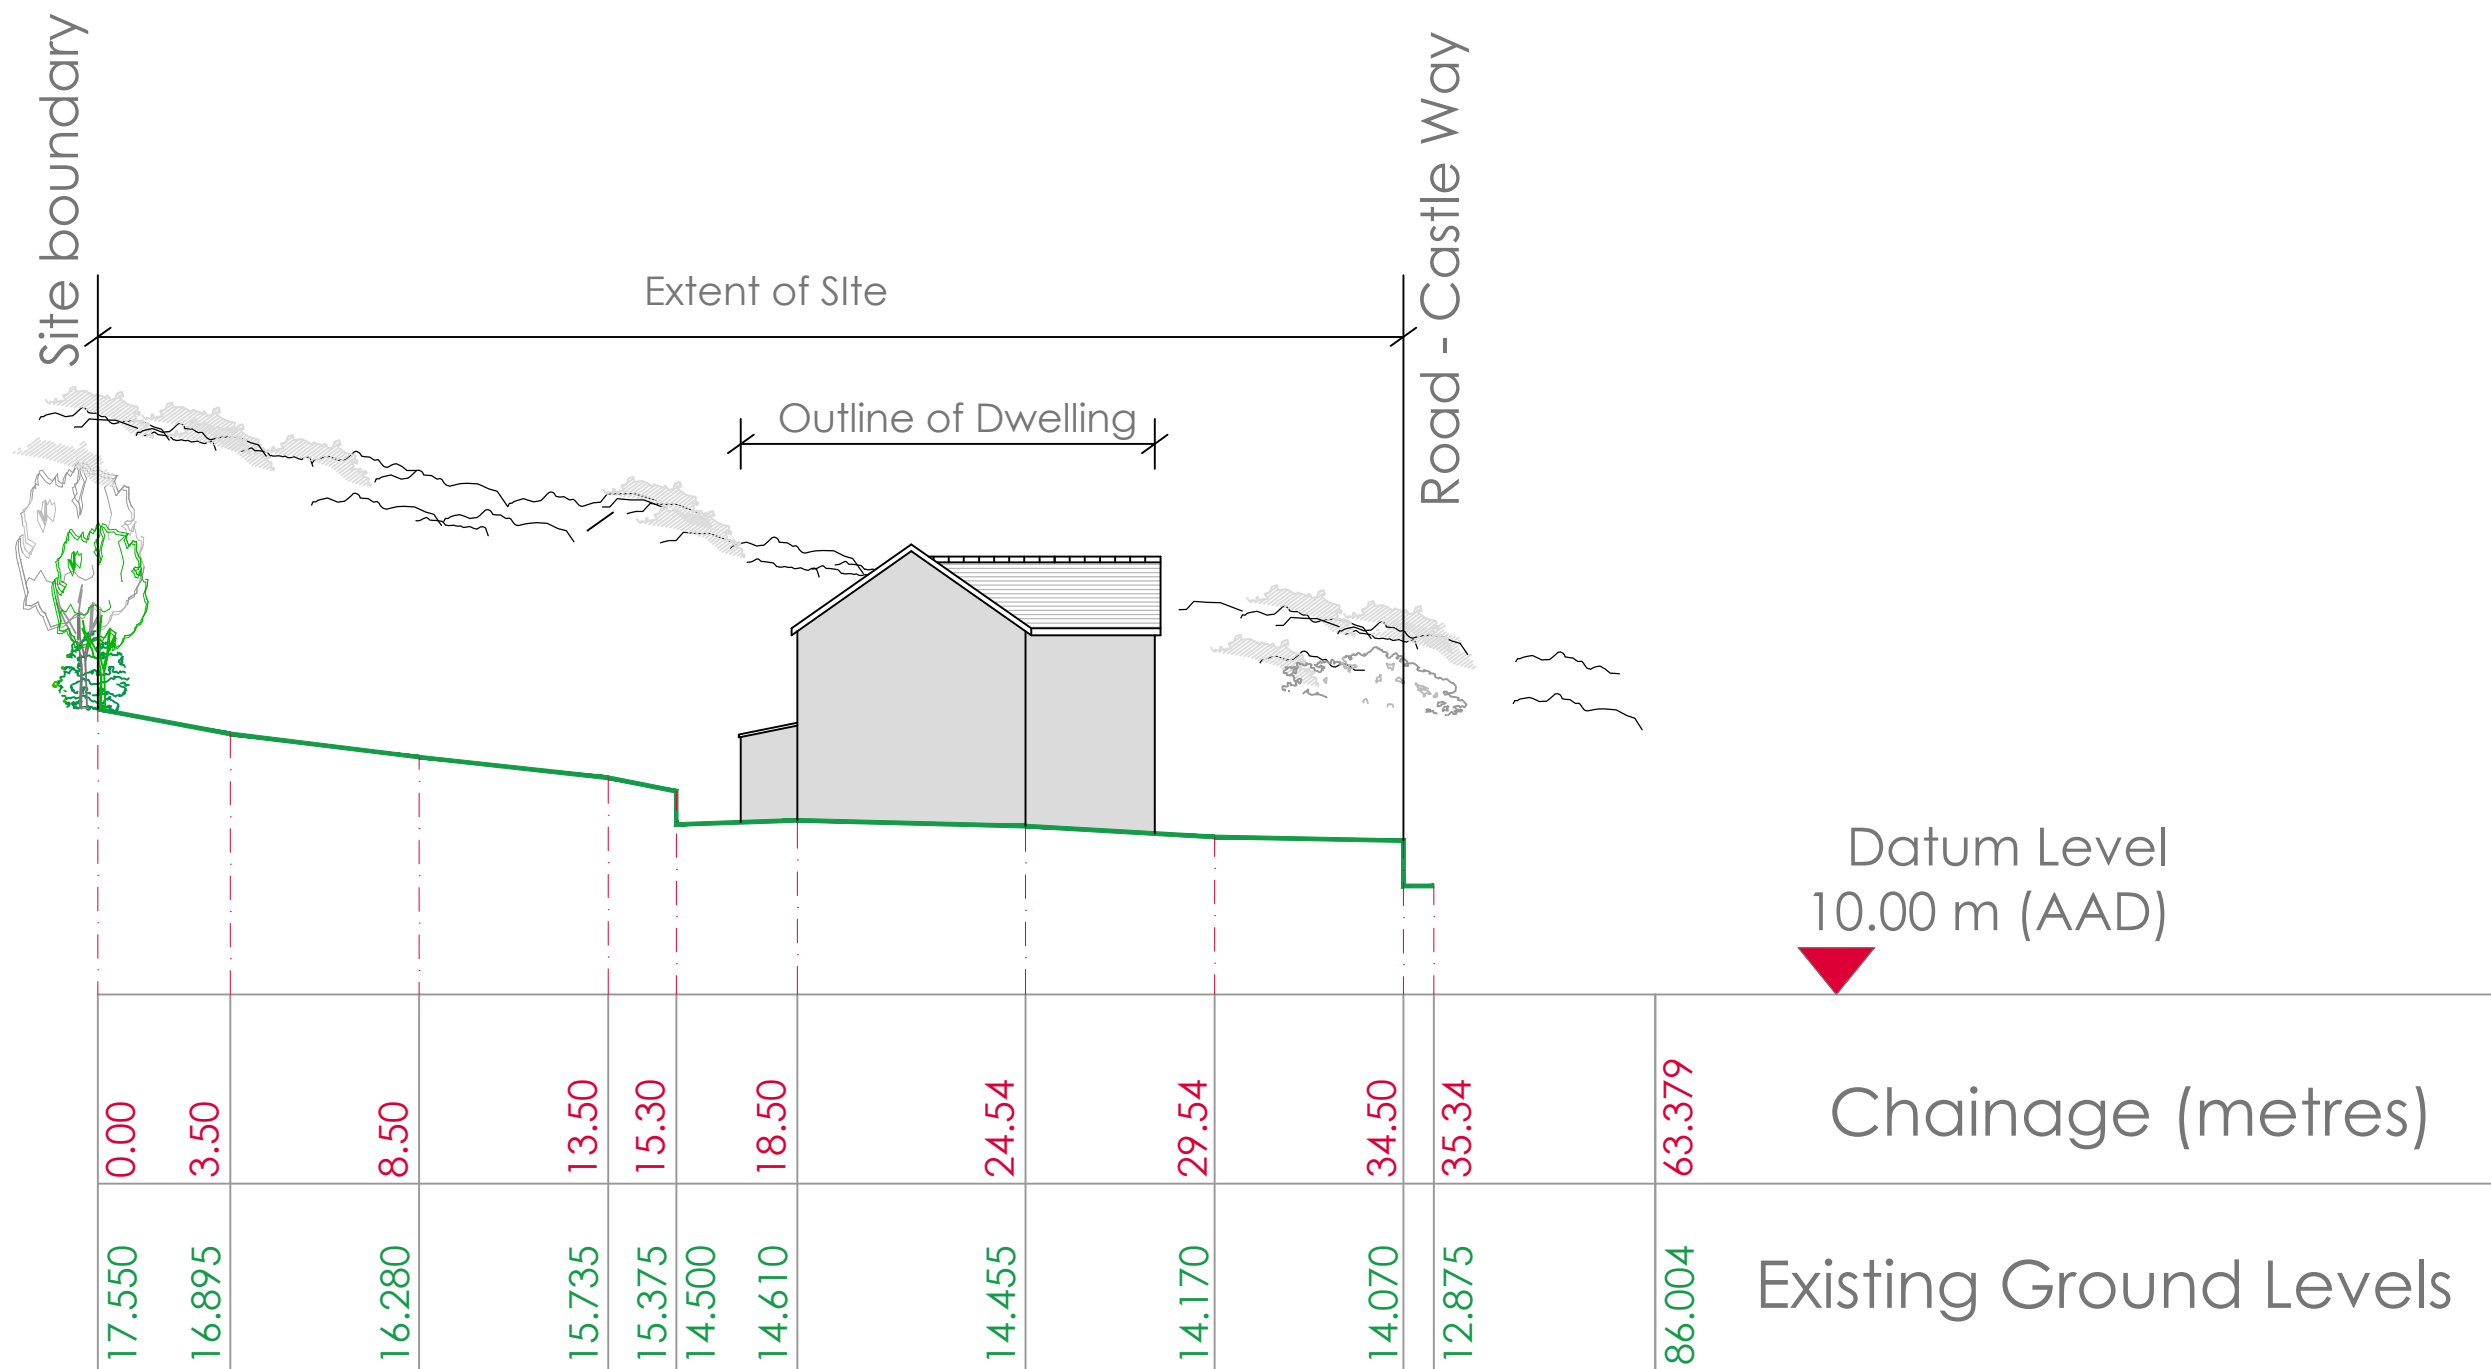 Site boundary
Extent of SIte
Road - Castle Way
Outline of Dwelling
Datum Level
10.00 m (AAD)
0.00 3.50 8.50 13.50 15.30 18.50 24.54 29.54 34.50 35.34 63.379 Chainage (metres)
17.550 16.895 16.280 15.735 15.375 14.500 14.610 14.455 14.170 14.070 12.875 86.004 Existing Ground Levels